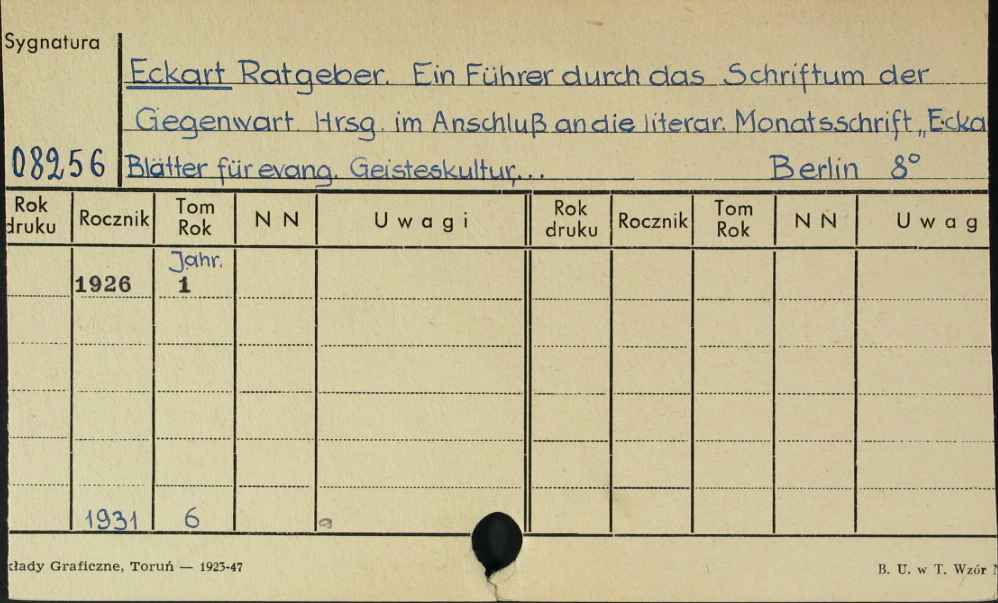 Sygnatura
Eckart Ratgeber. Ein Führer durch das Schriftum der
Gegenwart. Hrsg. im Anschluß an die literar. Monatsschrift „Ecka
08256 Blätter für evang. Geisteskultur,... Berlin 8°
Rok druku Rocznik Tom Rok N N Uwagi Rok druku Rocznik Tom Rok N N Uwag
Jahr.
1926 1
1931 6
kłady Graficzne, Toruń — 1923-47 B. U. w T. Wzór